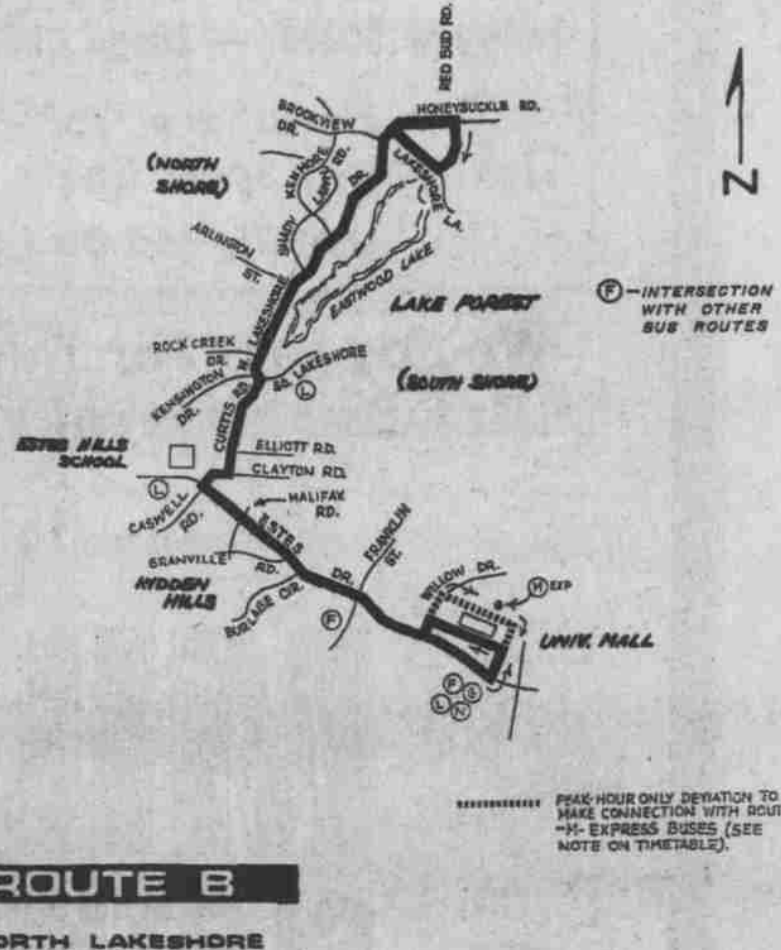 RED BUD RD.
HONEYSUCKLE RD.
BROOKVIEW
DR.
(NORTH
SHORE)
KENMORE
RD.
LAKESHORE
LA.
DR.
SHADY
LAWN
ARLINGTON
ST.
N. LAKESHORE
EASTWOOD LAKE
N
LAKE FOREST
F -INTERSECTION
WITH OTHER
BUS ROUTES
ROCK CREEK
DR.
KENSINGTON
DR.
SO. LAKESHORE
L
(SOUTH SHORE)
CURTIS RD.
ESTES HILLS
SCHOOL
ELLIOTT RD.
CLAYTON RD.
L
CASWELL
RD.
HALIFAX
RD.
ESTES
DR.
FRANKLIN
ST.
GRANVILLE
RD.
HIDDEN
HILLS
BURLAGE CIR.
F
WILLOW DR.
H EXP
UNIV. MALL
F G
L N
PEAK-HOUR ONLY DEVIATION TO
MAKE CONNECTION WITH ROUT
-H- EXPRESS BUSES (SEE
NOTE ON TIMETABLE).
ROUTE B
ORTH LAKESHORE